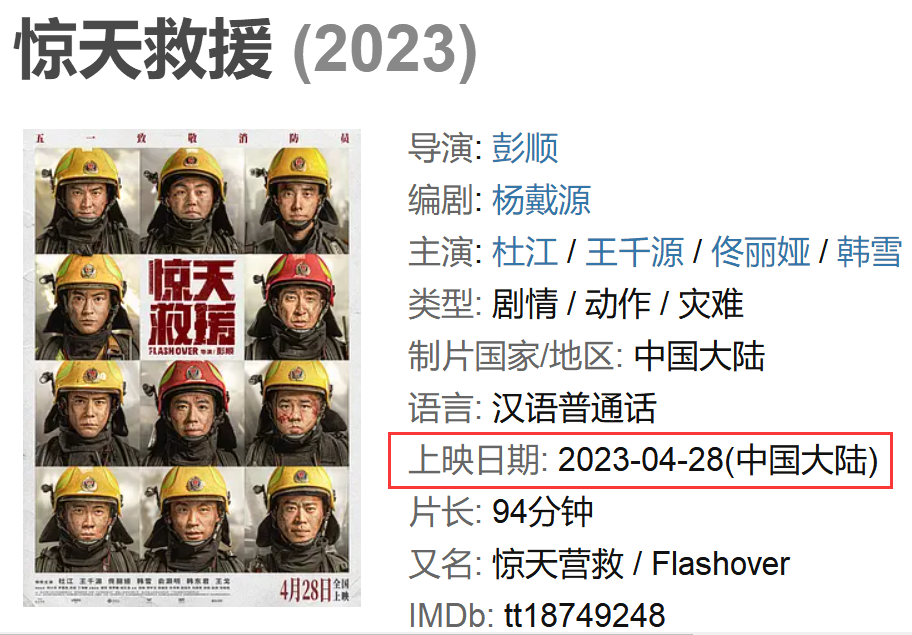 惊天救援 (2023)
五一致敬消防员
惊天
救援
FLASHOVER 导演/彭顺
杜江 王千源 佟丽娅 韩雪 俞灏明 韩东君 王戈
4月28日全国上映
导演: 彭顺
编剧: 杨戴源
主演: 杜江 / 王千源 / 佟丽娅 / 韩雪
类型: 剧情 / 动作 / 灾难
制片国家/地区: 中国大陆
语言: 汉语普通话
上映日期: 2023-04-28(中国大陆)
片长: 94分钟
又名: 惊天营救 / Flashover
IMDb: tt18749248